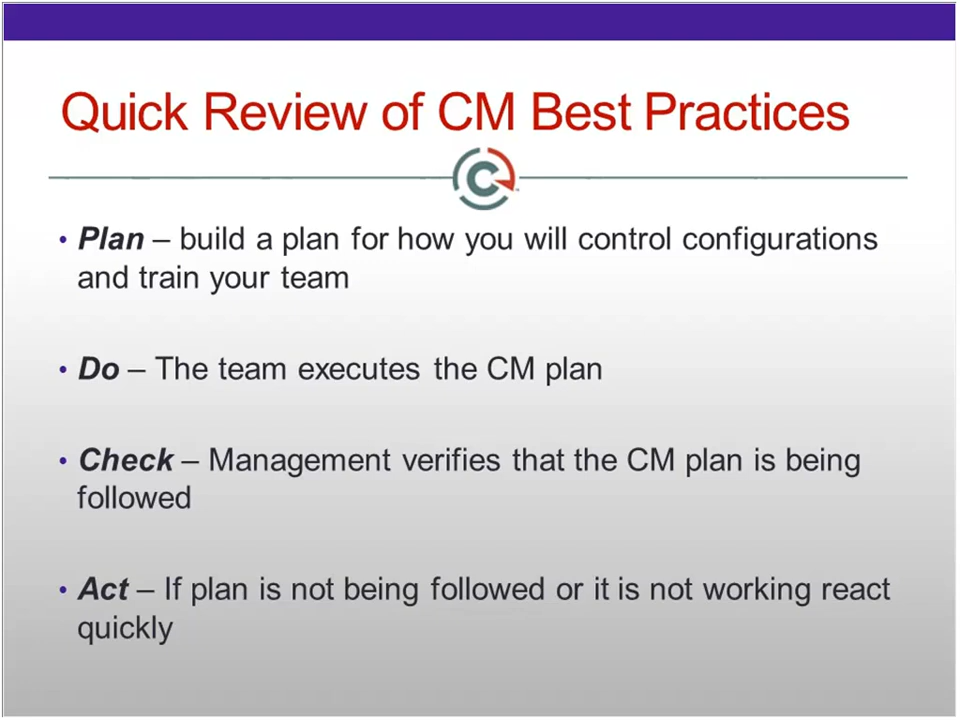 Quick Review of CM Best Practices
• Plan – build a plan for how you will control configurations
and train your team
• Do – The team executes the CM plan
• Check – Management verifies that the CM plan is being
followed
• Act – If plan is not being followed or it is not working react
quickly